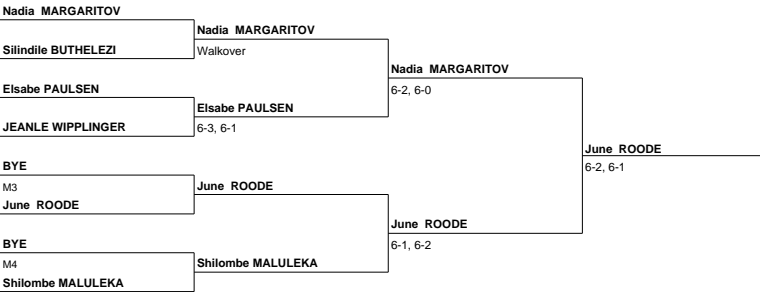 Nadia MARGARITOV
Nadia MARGARITOV
Silindile BUTHELEZI
Walkover
Nadia MARGARITOV
6-2, 6-0
Elsabe PAULSEN
Elsabe PAULSEN
JEANLE WIPPLINGER
6-3, 6-1
June ROODE
6-2, 6-1
BYE
M3
June ROODE
June ROODE
June ROODE
6-1, 6-2
BYE
M4
Shilombe MALULEKA
Shilombe MALULEKA